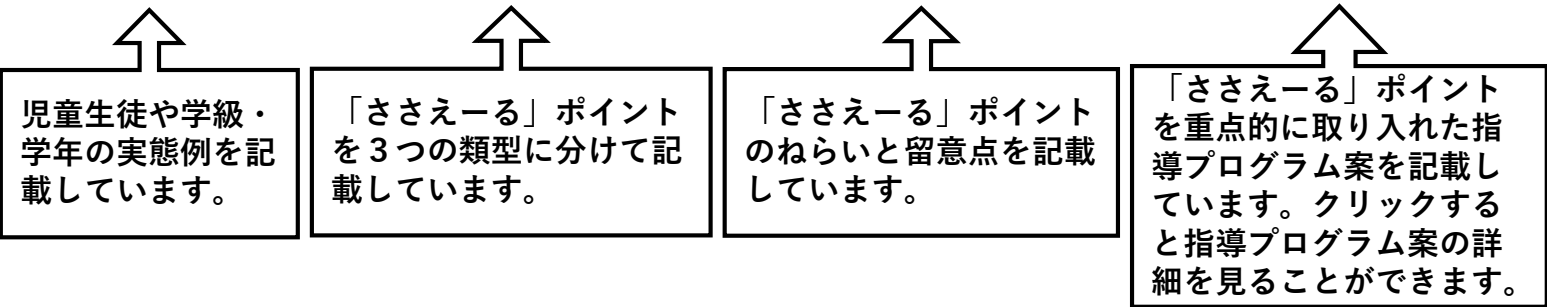 児童生徒や学級・
学年の実態例を記
載しています。
「ささえーる」ポイント
を３つの類型に分けて記
載しています。
「ささえーる」ポイント
のねらいと留意点を記載
しています。
「ささえーる」ポイント
を重点的に取り入れた指
導プログラム案を記載し
ています。クリックする
と指導プログラム案の詳
細を見ることができます。